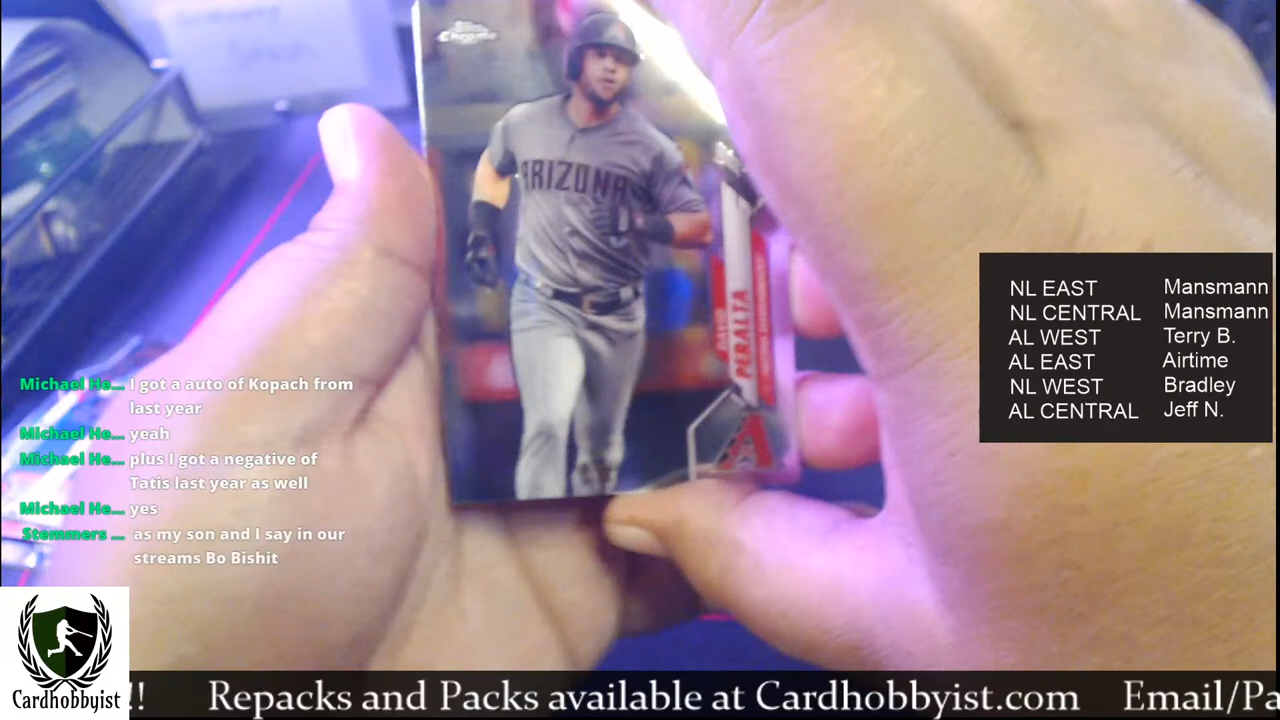 Topps
Chrome
ARIZONA
DAVID
PERALTA
A
NL EAST Mansmann
NL CENTRAL Mansmann
AL WEST Terry B.
AL EAST Airtime
NL WEST Bradley
AL CENTRAL Jeff N.
Michael He... I got a auto of Kopach from
last year
Michael He... yeah
Michael He... plus I got a negative of
Tatis last year as well
Michael He... yes
Stemmers ... as my son and I say in our
streams Bo Bishit
Cardhobbyist
!! Repacks and Packs available at Cardhobbyist.com Email/Pa